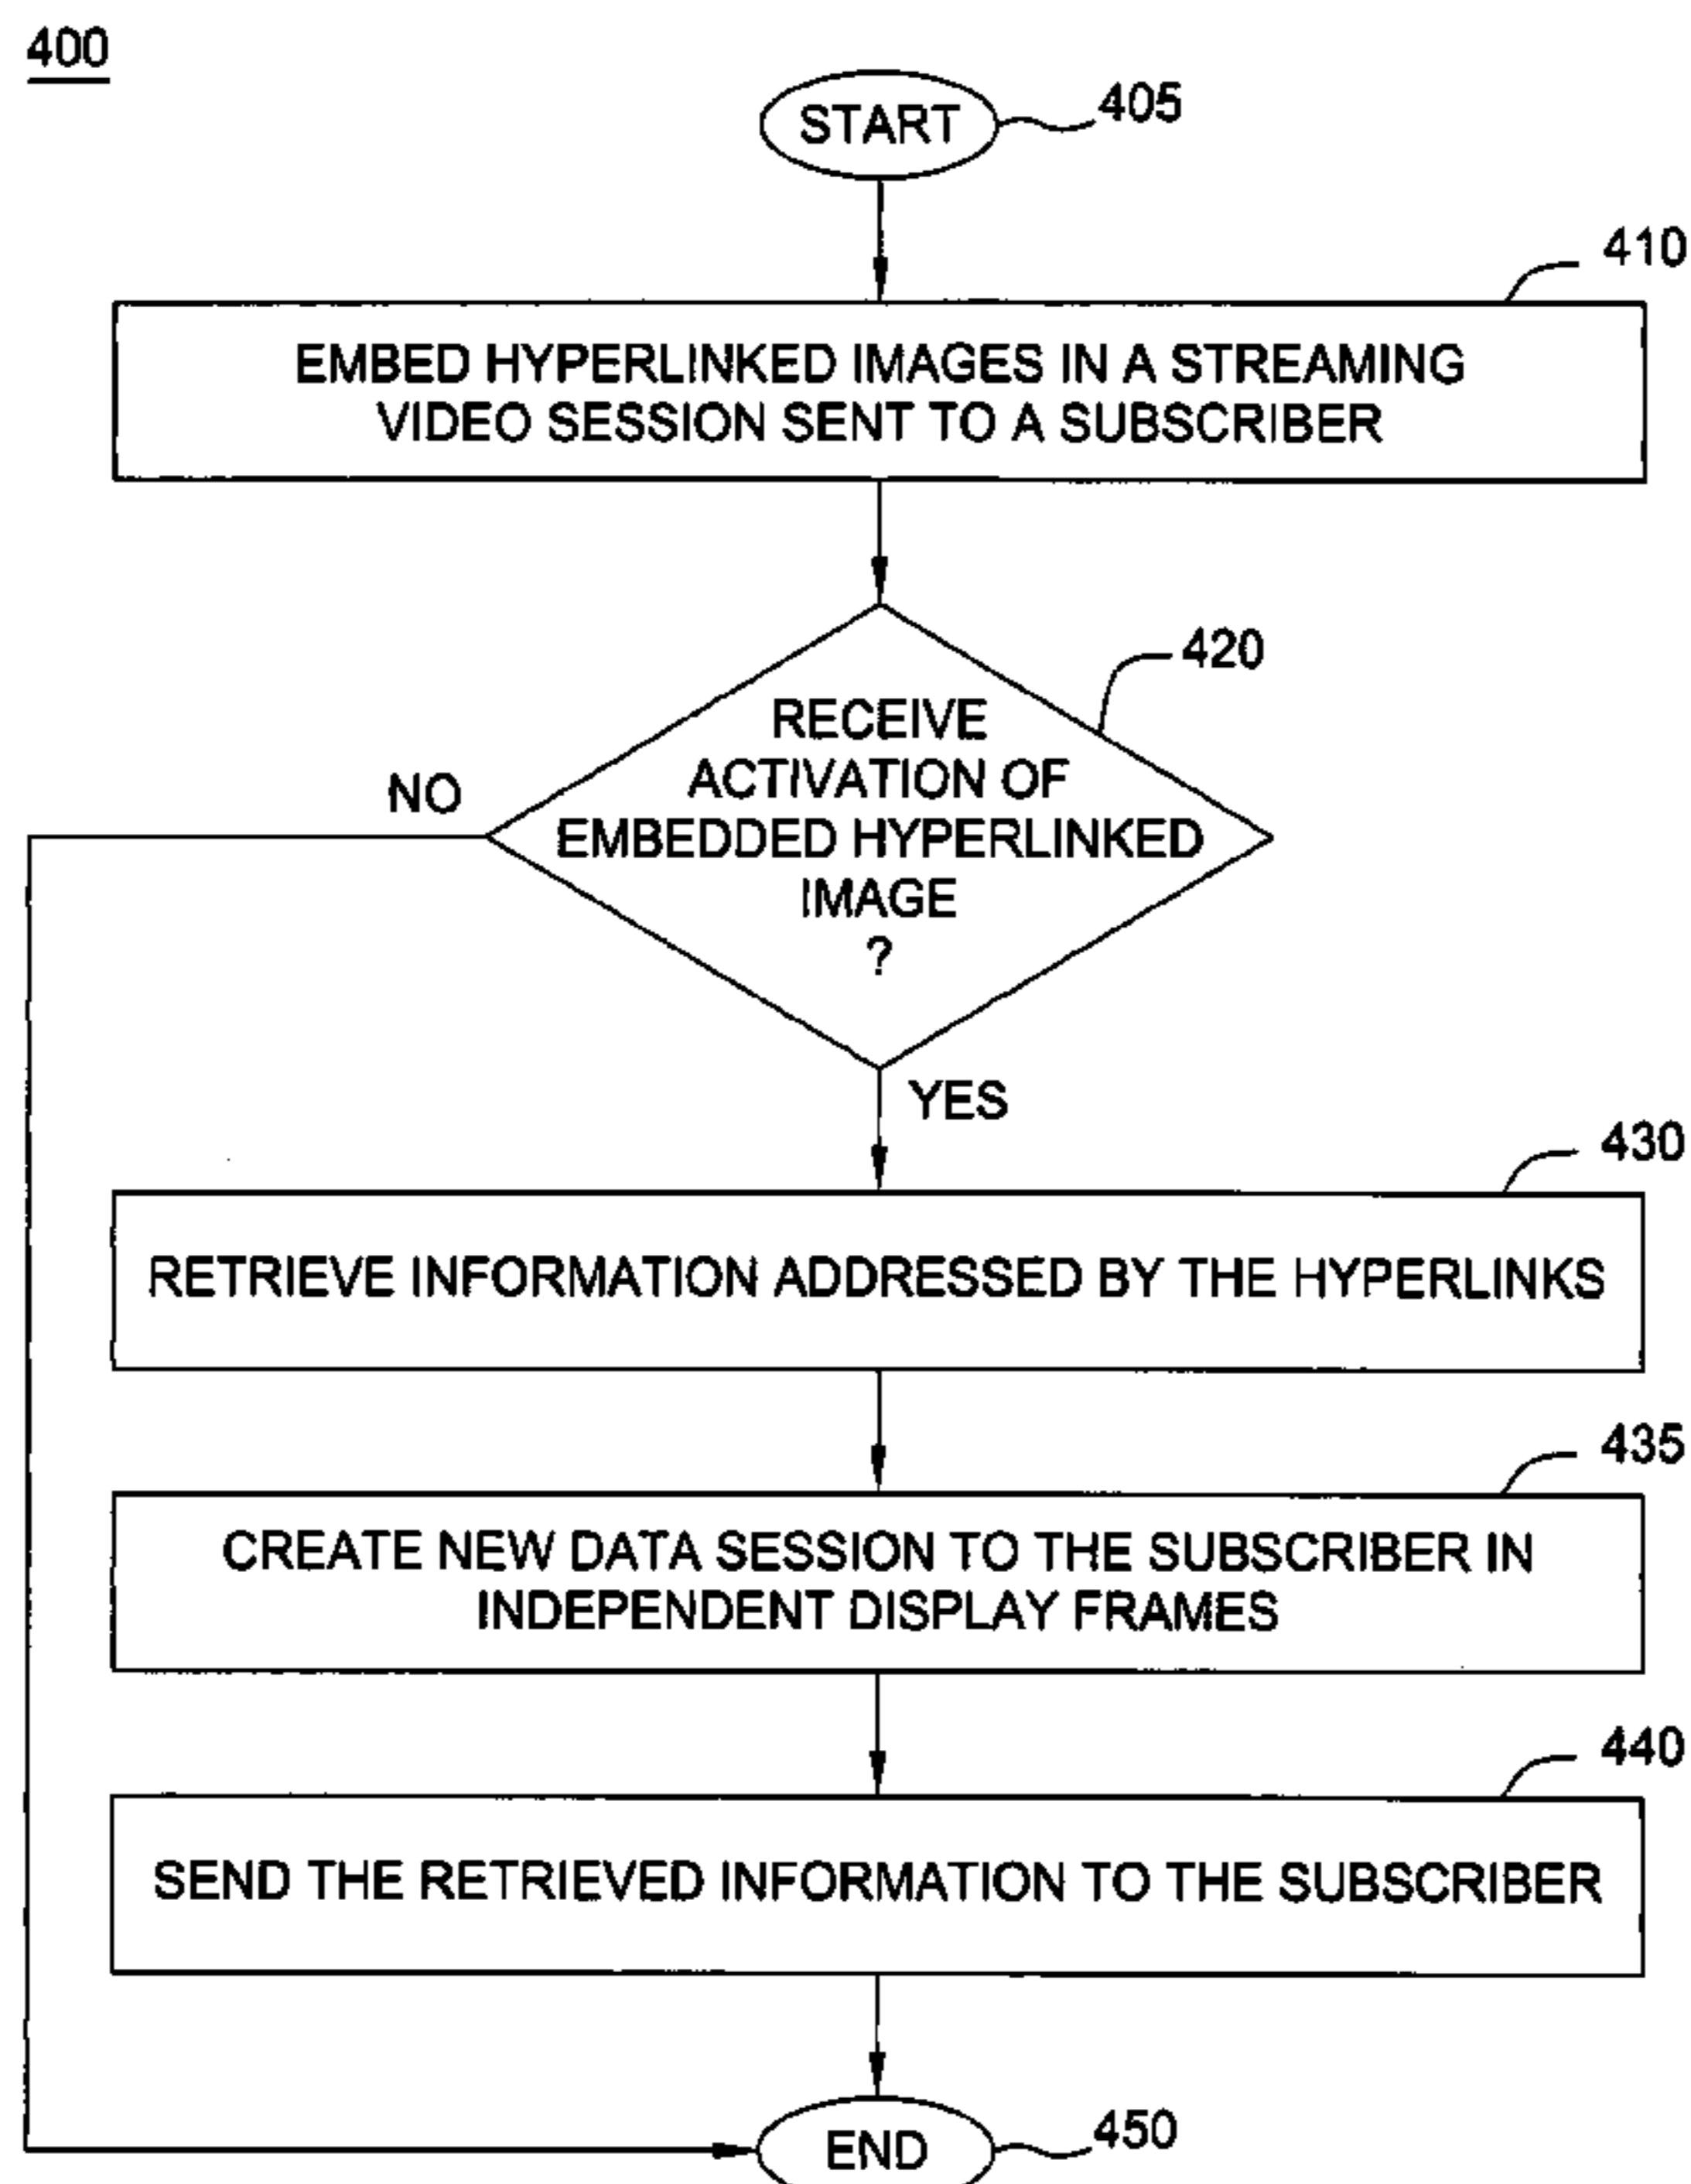 400
START
405
410
EMBED HYPERLINKED IMAGES IN A STREAMING
VIDEO SESSION SENT TO A SUBSCRIBER
420
RECEIVE
ACTIVATION OF
EMBEDDED HYPERLINKED
IMAGE
?
NO
YES
430
RETRIEVE INFORMATION ADDRESSED BY THE HYPERLINKS
435
CREATE NEW DATA SESSION TO THE SUBSCRIBER IN
INDEPENDENT DISPLAY FRAMES
440
SEND THE RETRIEVED INFORMATION TO THE SUBSCRIBER
END
450